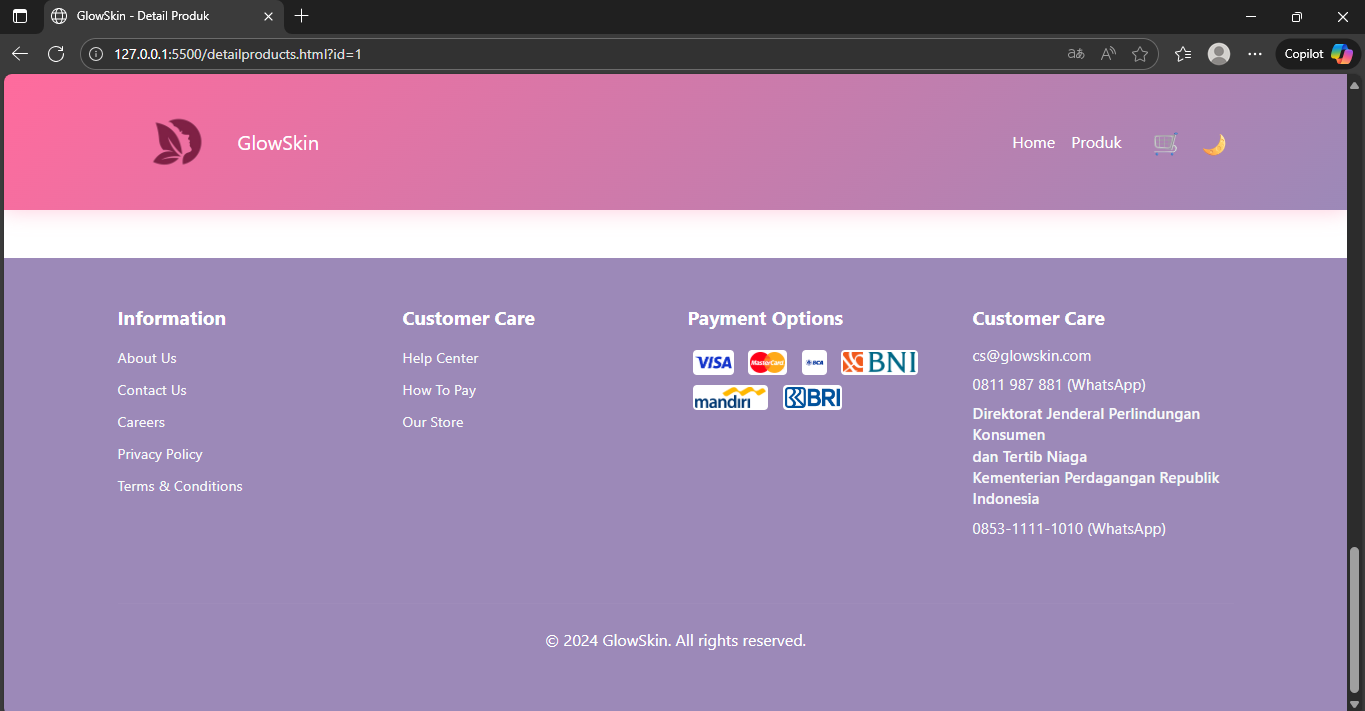 GlowSkin - Detail Produk
127.0.0.1:5500/detailproducts.html?id=1
aあ
A
Copilot
GlowSkin
Home
Produk
Information
About Us
Contact Us
Careers
Privacy Policy
Terms & Conditions
Customer Care
Help Center
How To Pay
Our Store
Payment Options
VISA
MasterCard
BCA
BNI
mandiri
BRI
Customer Care
cs@glowskin.com
0811 987 881 (WhatsApp)
Direktorat Jenderal Perlindungan
Konsumen
dan Tertib Niaga
Kementerian Perdagangan Republik
Indonesia
0853-1111-1010 (WhatsApp)
© 2024 GlowSkin. All rights reserved.